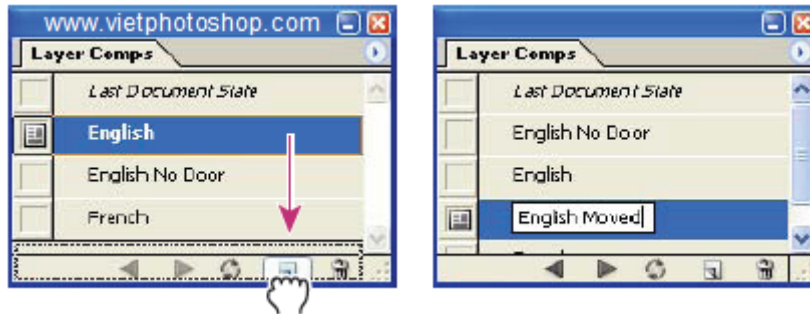 www.vietphotoshop.com
Layer Comps
Last Document State
English
English No Door
French
Layer Comps
Last Document State
English No Door
English
English Moved